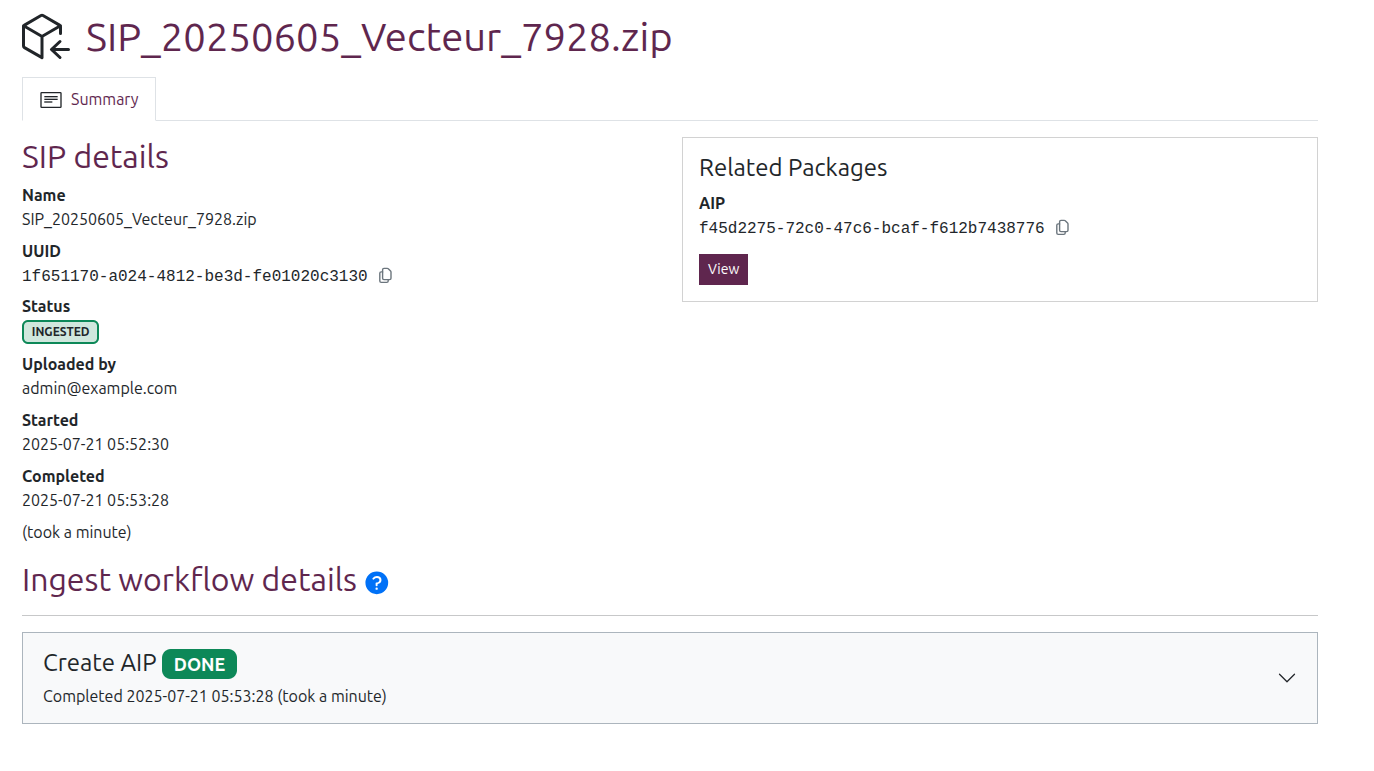 SIP_20250605_Vecteur_7928.zip
Summary
SIP details
Name
SIP_20250605_Vecteur_7928.zip
UUID
1f651170-a024-4812-be3d-fe01020c3130
Status
INGESTED
Uploaded by
admin@example.com
Started
2025-07-21 05:52:30
Completed
2025-07-21 05:53:28
(took a minute)
Related Packages
AIP
f45d2275-72c0-47c6-bcaf-f612b7438776
View
Ingest workflow details ?
Create AIP DONE
Completed 2025-07-21 05:53:28 (took a minute)